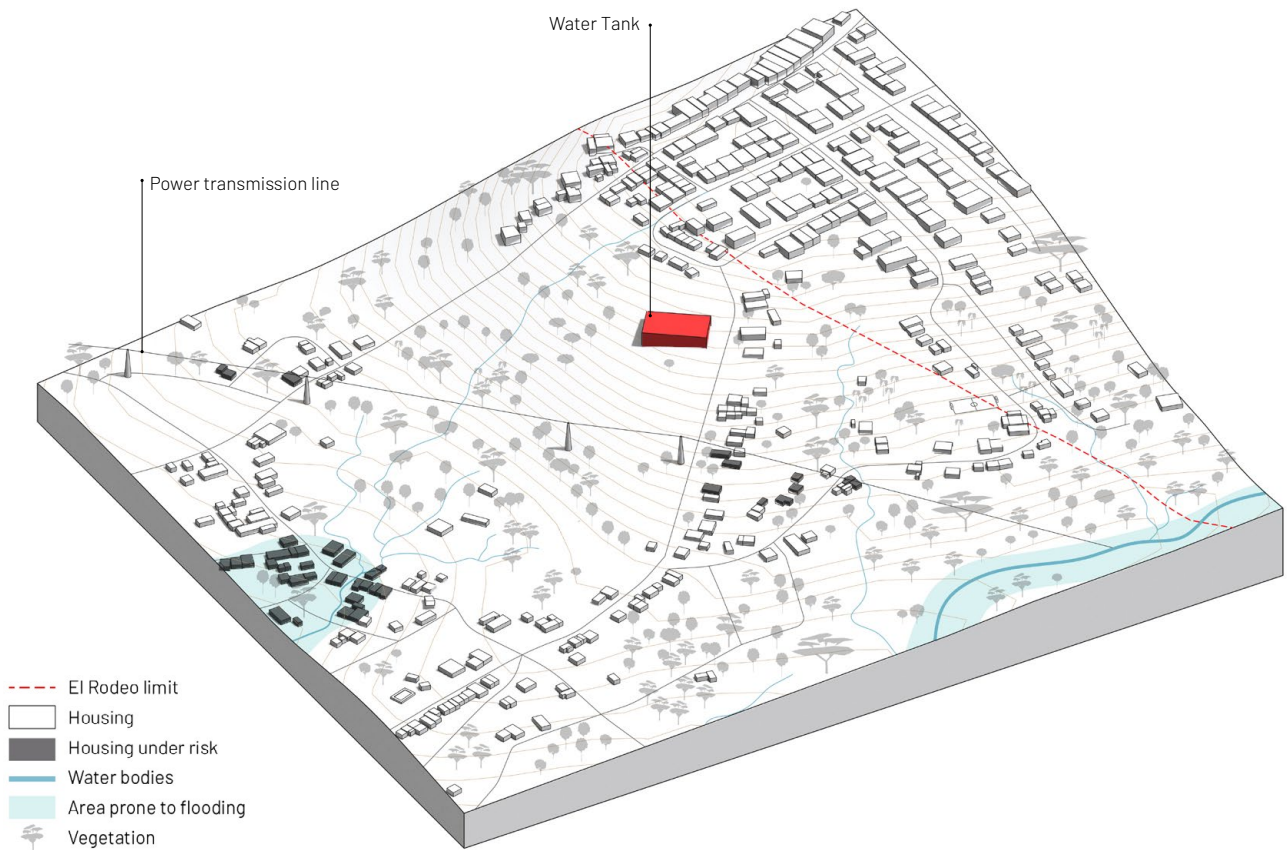 Water Tank
Power transmission line
El Rodeo limit
Housing
Housing under risk
Water bodies
Area prone to flooding
Vegetation